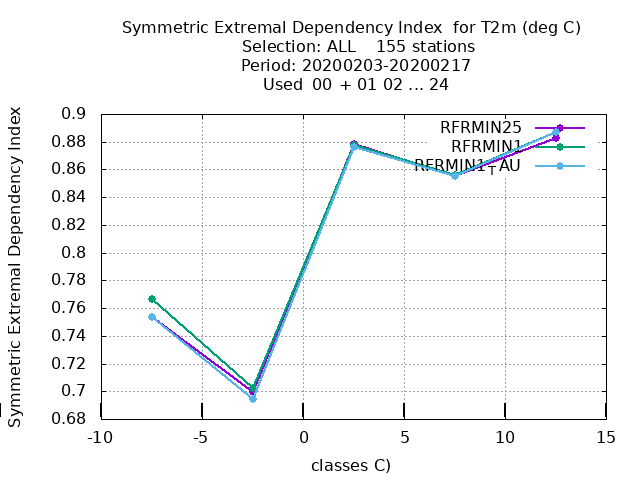 Symmetric Extremal Dependency Index  for T2m (deg C)
Selection: ALL    155 stations
Period: 20200203-20200217
Used  00 + 01 02 ... 24
Symmetric Extremal Dependency Index
0.9
0.88
0.86
0.84
0.82
0.8
0.78
0.76
0.74
0.72
0.7
0.68
RFRMIN25
RFRMIN1
RFRMIN1TAU
-10 -5 0 5 10 15
classes C)